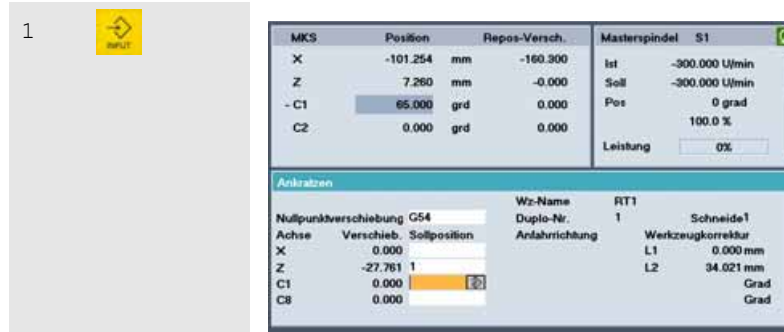 1 INPUT
MKS Position Repos-Versch.
X -101.254 mm -160.300
Z 7.260 mm -0.000
- C1 65.000 grd 0.000
C2 0.000 grd 0.000
Masterspindel S1
Ist -300.000 U/min
Soll -300.000 U/min
Pos 0 grad
100.0 %
Leistung 0%
Ankratzen
Wz-Name RT1
Nullpunktverschiebung G54 Duplo-Nr. 1 Schneide1
Achse Verschieb. Sollposition Anfahrrichtung Werkzeugkorrektur
X 0.000 L1 0.000 mm
Z -27.761 1 L2 34.021 mm
C1 0.000 Grad
C8 0.000 Grad